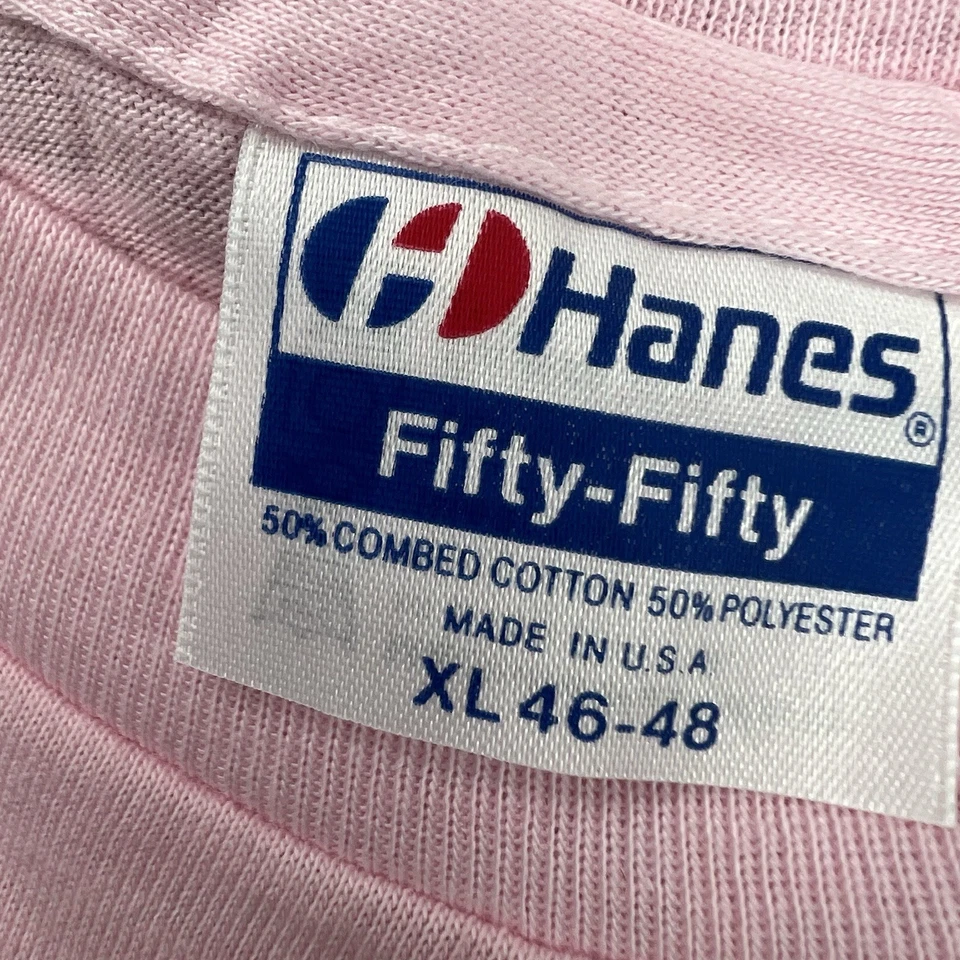 H Hanes®
Fifty-Fifty
50% COMBED COTTON 50% POLYESTER
MADE IN U.S.A.
XL 46-48